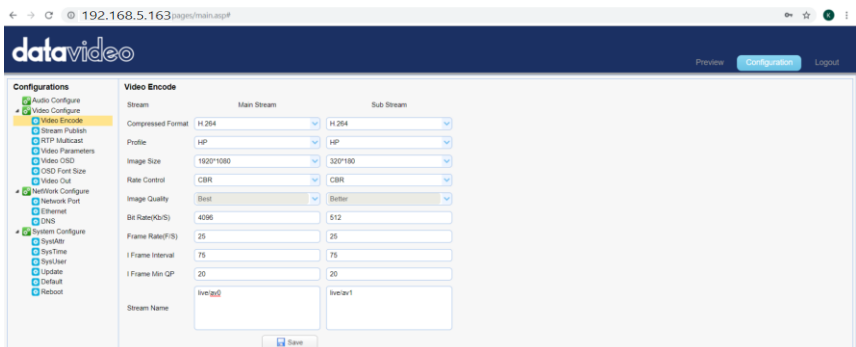 192.168.5.163pages/main.asp#
K
datavideo
Preview Configuration Logout
Configurations
Audio Configure
Video Configure
Video Encode
Stream Publish
RTP Multicast
Video Parameters
Video OSD
OSD Font Size
Video Out
NetWork Configure
Network Port
Ethernet
DNS
System Configure
SystAttr
SysTime
SysUser
Update
Default
Reboot
Video Encode
Stream Main Stream Sub Stream
Compressed Format H.264 H.264
Profile HP HP
Image Size 1920*1080 320*180
Rate Control CBR CBR
Image Quality Best Better
Bit Rate(Kb/S) 4096 512
Frame Rate(F/S) 25 25
I Frame Interval 75 75
I Frame Min QP 20 20
Stream Name live/av0 live/av1
Save